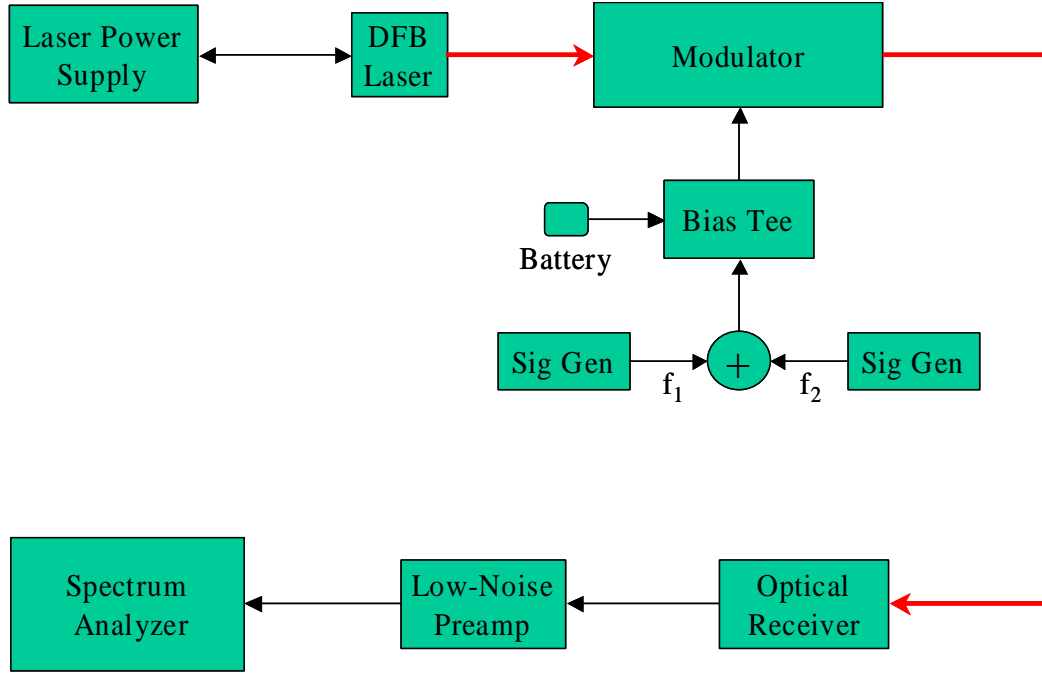 Laser Power
Supply
DFB
Laser
Modulator
Bias Tee
Battery
Sig Gen
+
Sig Gen
f₁
f₂
Spectrum
Analyzer
Low-Noise
Preamp
Optical
Receiver